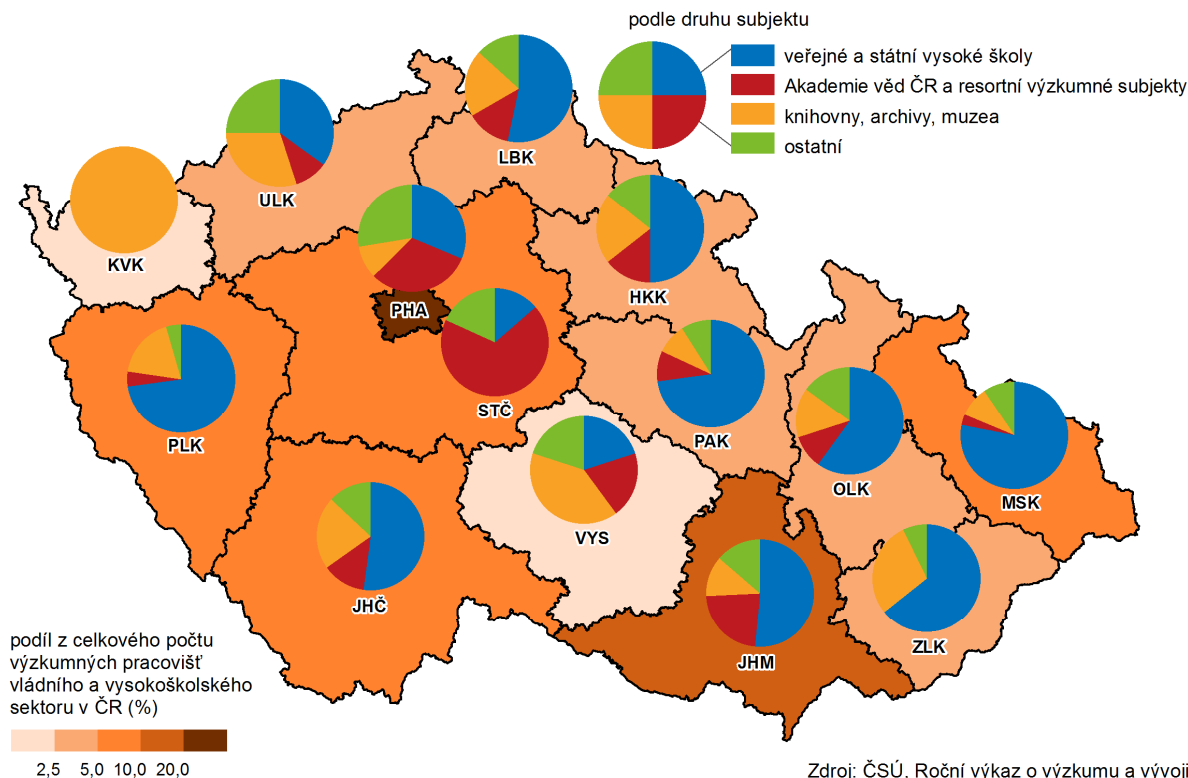 podle druhu subjektu
veřejné a státní vysoké školy
Akademie věd ČR a resortní výzkumné subjekty
knihovny, archivy, muzea
ostatní
LBK
ULK
KVK
HKK
PHA
STČ
PLK
PAK
OLK
MSK
VYS
JHČ
ZLK
JHM
podíl z celkového počtu
výzkumných pracovišť
vládního a vysokoškolského
sektoru v ČR (%)
2,5 5,0 10,0 20,0
Zdroj: ČSÚ, Roční výkaz o výzkumu a vývoji